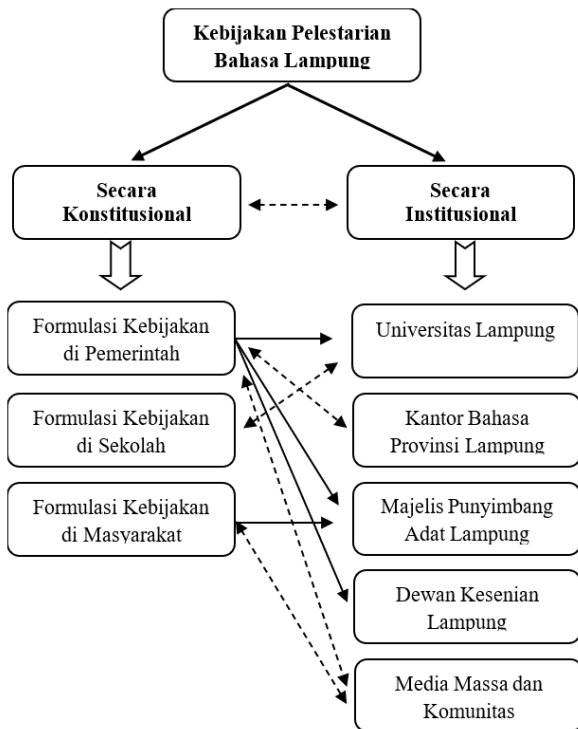 Kebijakan Pelestarian
Bahasa Lampung
Secara
Konstitusional
Secara
Institusional
Formulasi Kebijakan
di Pemerintah
Universitas Lampung
Formulasi Kebijakan
di Sekolah
Kantor Bahasa
Provinsi Lampung
Formulasi Kebijakan
di Masyarakat
Majelis Punyimbang
Adat Lampung
Dewan Kesenian
Lampung
Media Massa dan
Komunitas